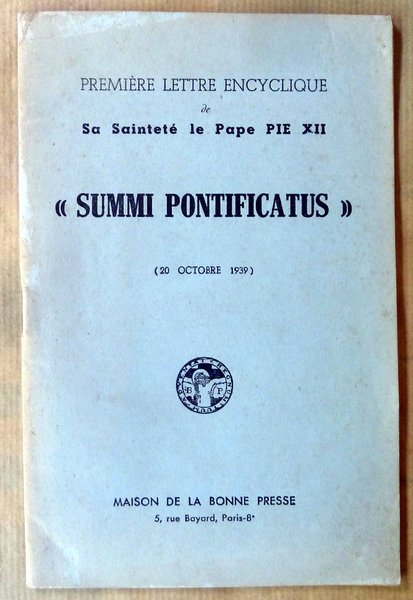 PREMIÈRE LETTRE ENCYCLIQUE
de
Sa Sainteté le Pape PIE XII
« SUMMI PONTIFICATUS »
(20 OCTOBRE 1939)
B P
MAISON DE LA BONNE PRESSE
5, rue Bayard, Paris-8e